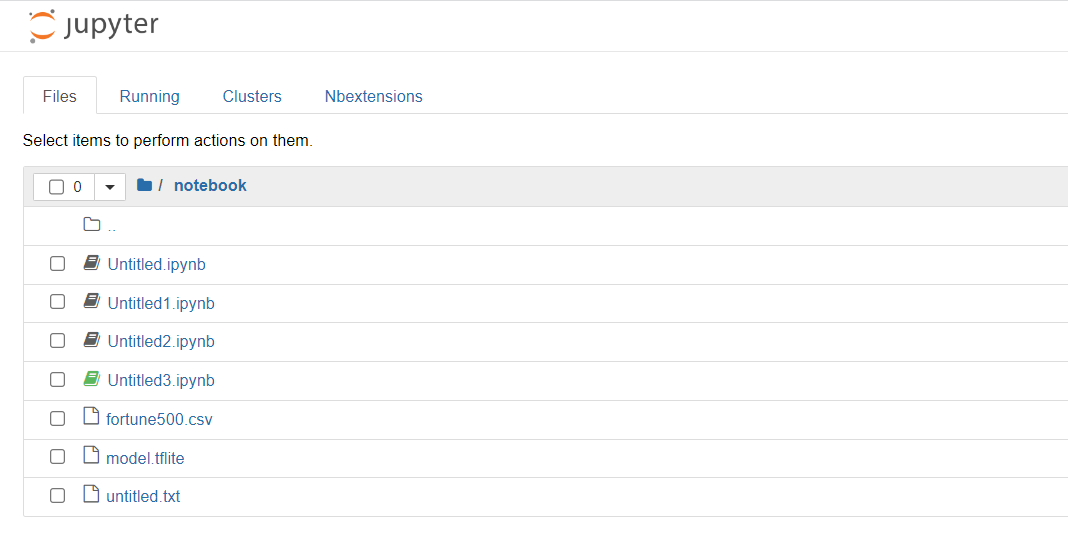 jupyter
Files Running Clusters Nbextensions
Select items to perform actions on them.
0 / notebook
..
Untitled.ipynb
Untitled1.ipynb
Untitled2.ipynb
Untitled3.ipynb
fortune500.csv
model.tflite
untitled.txt